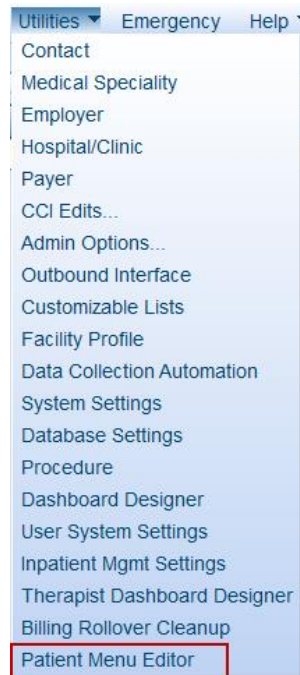 Utilities Emergency Help
Contact
Medical Speciality
Employer
Hospital/Clinic
Payer
CCI Edits...
Admin Options...
Outbound Interface
Customizable Lists
Facility Profile
Data Collection Automation
System Settings
Database Settings
Procedure
Dashboard Designer
User System Settings
Inpatient Mgmt Settings
Therapist Dashboard Designer
Billing Rollover Cleanup
Patient Menu Editor